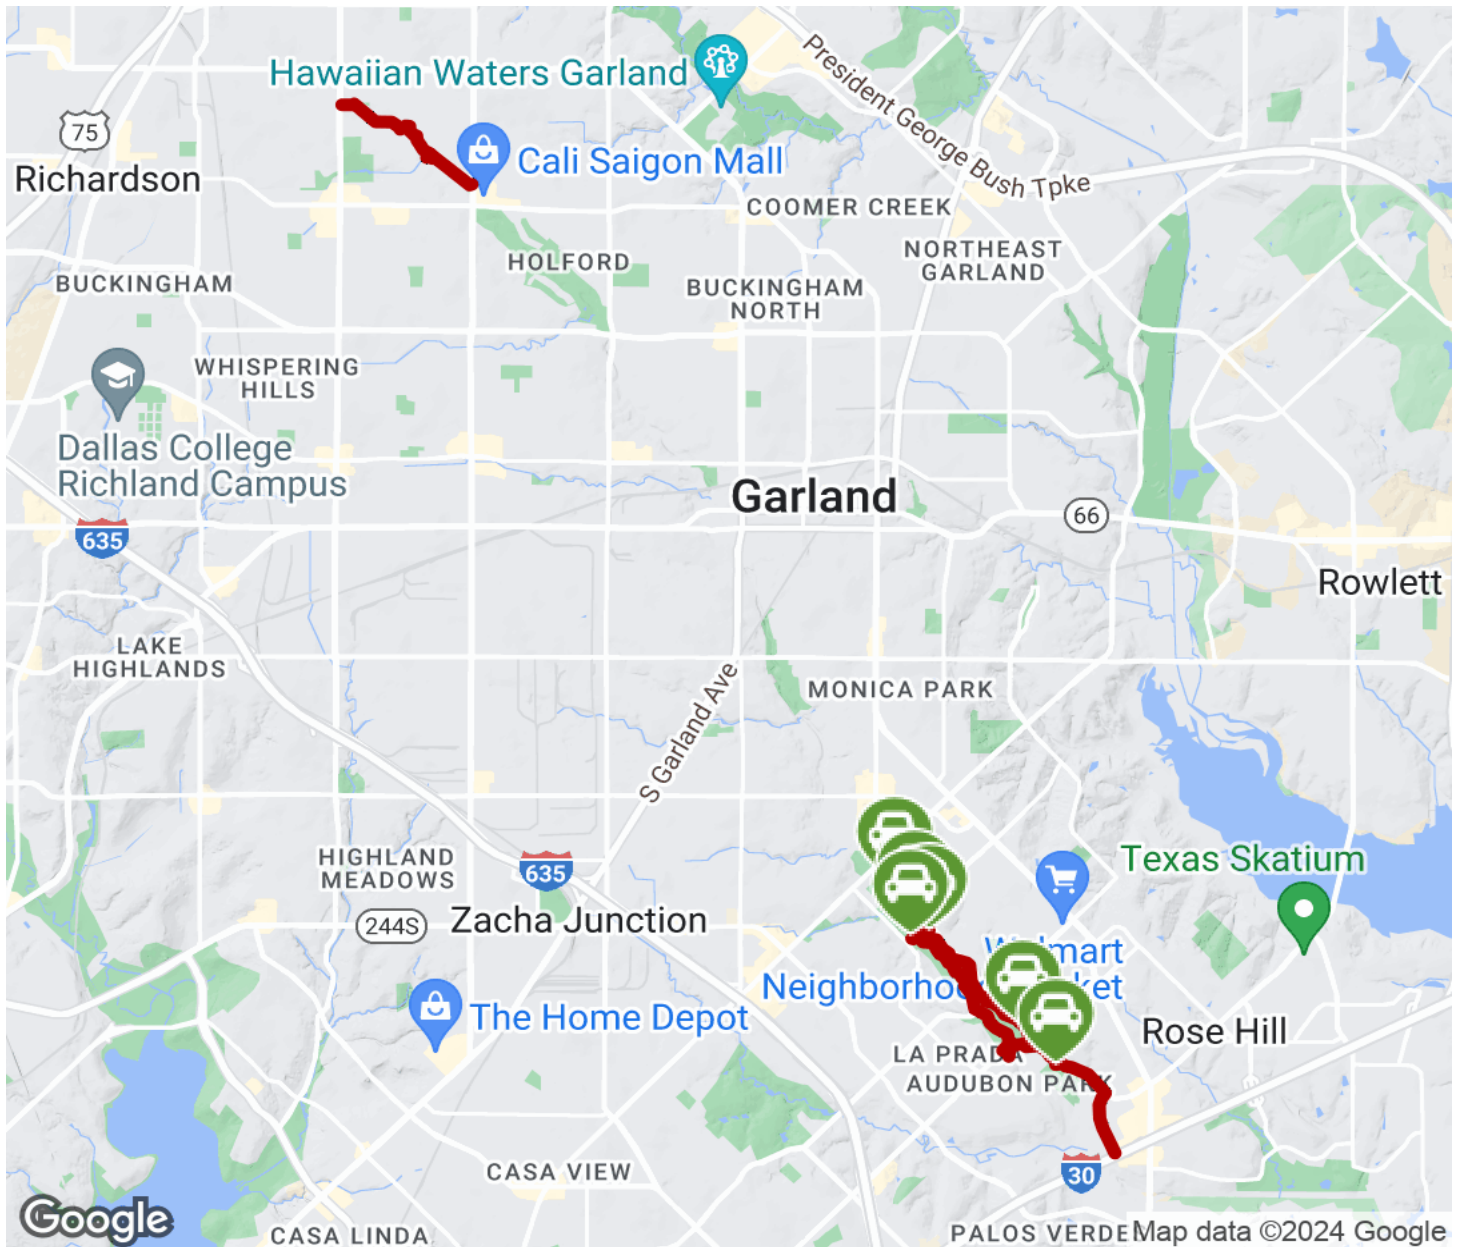 Hawaiian Waters Garland
President George Bush Tpke
75
Cali Saigon Mall
Richardson
COOMER CREEK
HOLFORD
NORTHEAST
GARLAND
BUCKINGHAM
BUCKINGHAM
NORTH
WHISPERING
HILLS
Dallas College
Richland Campus
Garland
66
635
Rowlett
LAKE
HIGHLANDS
MONICA PARK
S Garland Ave
HIGHLAND
MEADOWS
635
Texas Skatium
244S
Zacha Junction
The Home Depot
Rose Hill
LA PRADA
AUDUBON PARK
CASA VIEW
30
Google
CASA LINDA
PALOS VERDE
Map data ©2024 Google